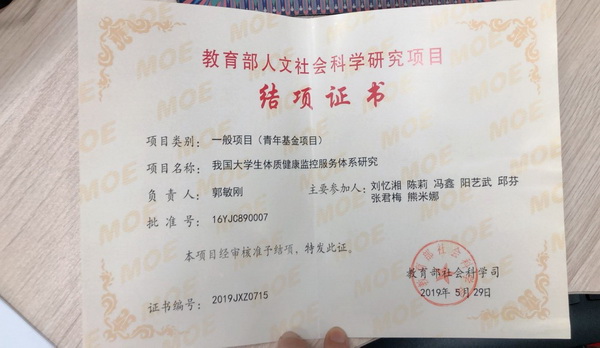 教育部人文社会科学研究项目
结项证书
项目类别：一般项目（青年基金项目）
项目名称：我国大学生体质健康监控服务体系研究
负责人：郭敏刚 主要参加人：刘忆湘 陈莉 冯鑫 阳艺武 邱芬
张君梅 熊米娜
批准号：16YJC890007
本项目经审核准予结项，特发此证。
教育部社会科学司
证书编号：2019JXZ0715
2019年 5月29日
MOE